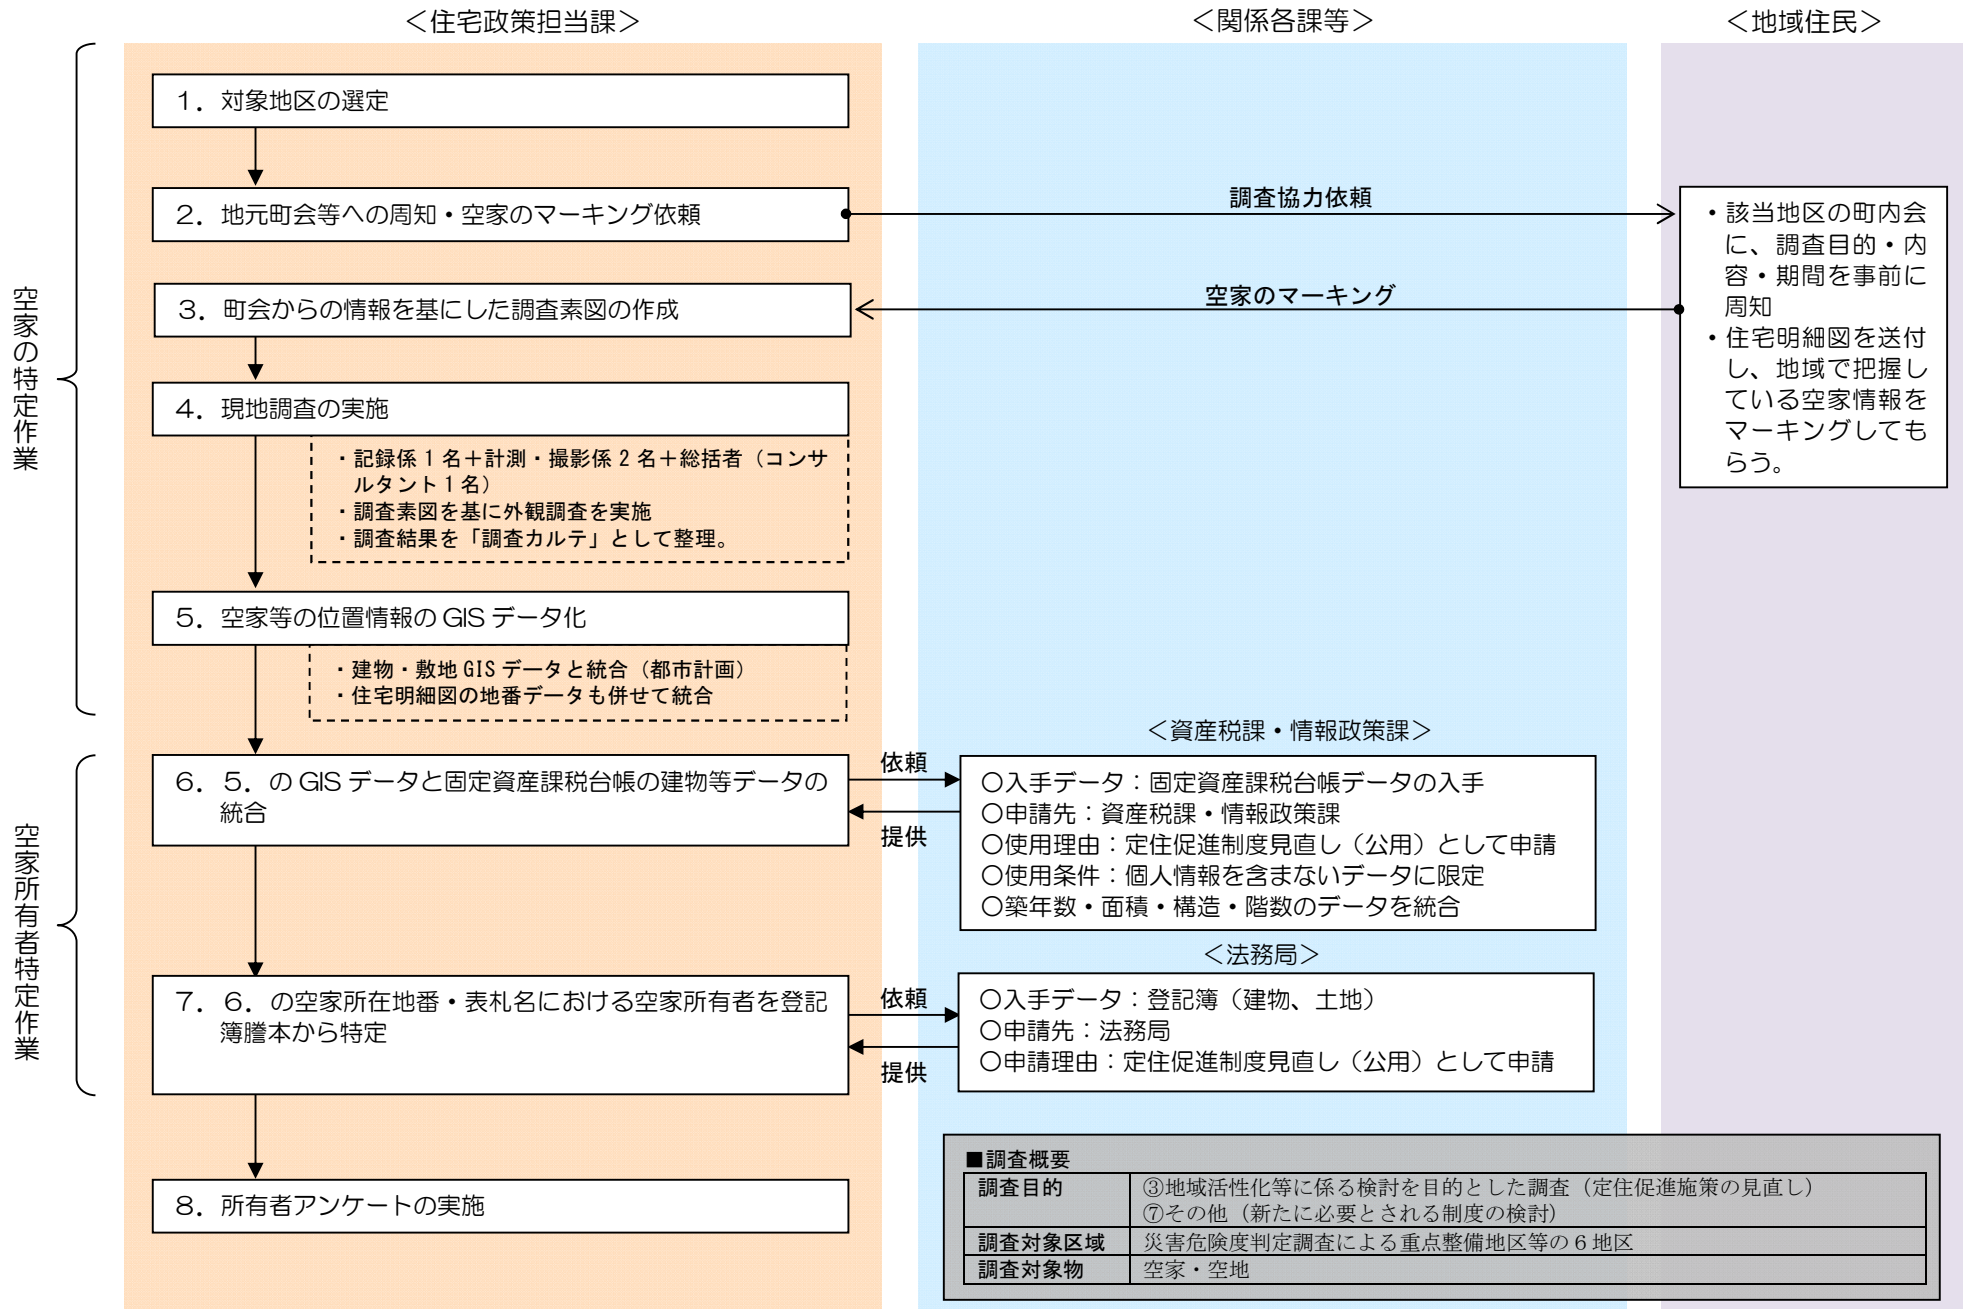 ＜住宅政策担当課＞
＜関係各課等＞
＜地域住民＞
空家の特定作業
1．対象地区の選定
2．地元町会等への周知・空家のマーキング依頼
調査協力依頼
・該当地区の町内会
に、調査目的・内
容・期間を事前に
周知
・住宅明細図を送付
し、地域で把握し
ている空家情報を
マーキングしても
らう。
空家のマーキング
3．町会からの情報を基にした調査素図の作成
4．現地調査の実施
・記録係1名＋計測・撮影係2名＋総括者（コンサ
ルタント1名）
・調査素図を基に外観調査を実施
・調査結果を「調査カルテ」として整理。
5．空家等の位置情報の GIS データ化
・建物・敷地 GIS データと統合（都市計画）
・住宅明細図の地番データも併せて統合
空家所有者特定作業
6．5．の GIS データと固定資産課税台帳の建物等データの
統合
依頼
提供
＜資産税課・情報政策課＞
○入手データ：固定資産課税台帳データの入手
○申請先：資産税課・情報政策課
○使用理由：定住促進制度見直し（公用）として申請
○使用条件：個人情報を含まないデータに限定
○築年数・面積・構造・階数のデータを統合
7．6．の空家所在地番・表札名における空家所有者を登記
簿謄本から特定
依頼
提供
＜法務局＞
○入手データ：登記簿（建物、土地）
○申請先：法務局
○申請理由：定住促進制度見直し（公用）として申請
8．所有者アンケートの実施
■調査概要
調査目的 ③地域活性化等に係る検討を目的とした調査（定住促進施策の見直し）
⑦その他（新たに必要とされる制度の検討）
調査対象区域 災害危険度判定調査による重点整備地区等の6地区
調査対象物 空家・空地